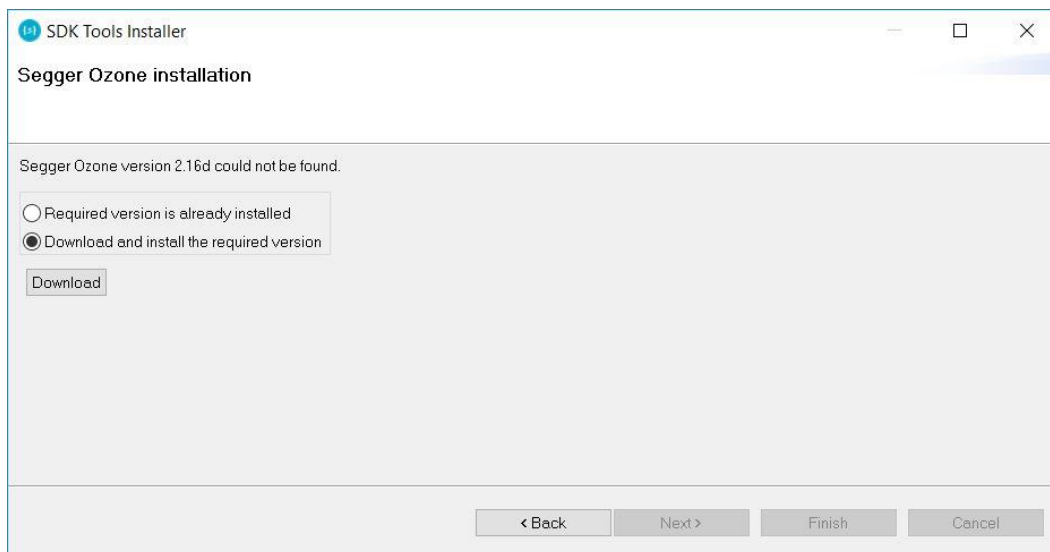 SDK Tools Installer
Segger Ozone installation
Segger Ozone version 2.16d could not be found.
Required version is already installed
Download and install the required version
Download
< Back
Next >
Finish
Cancel